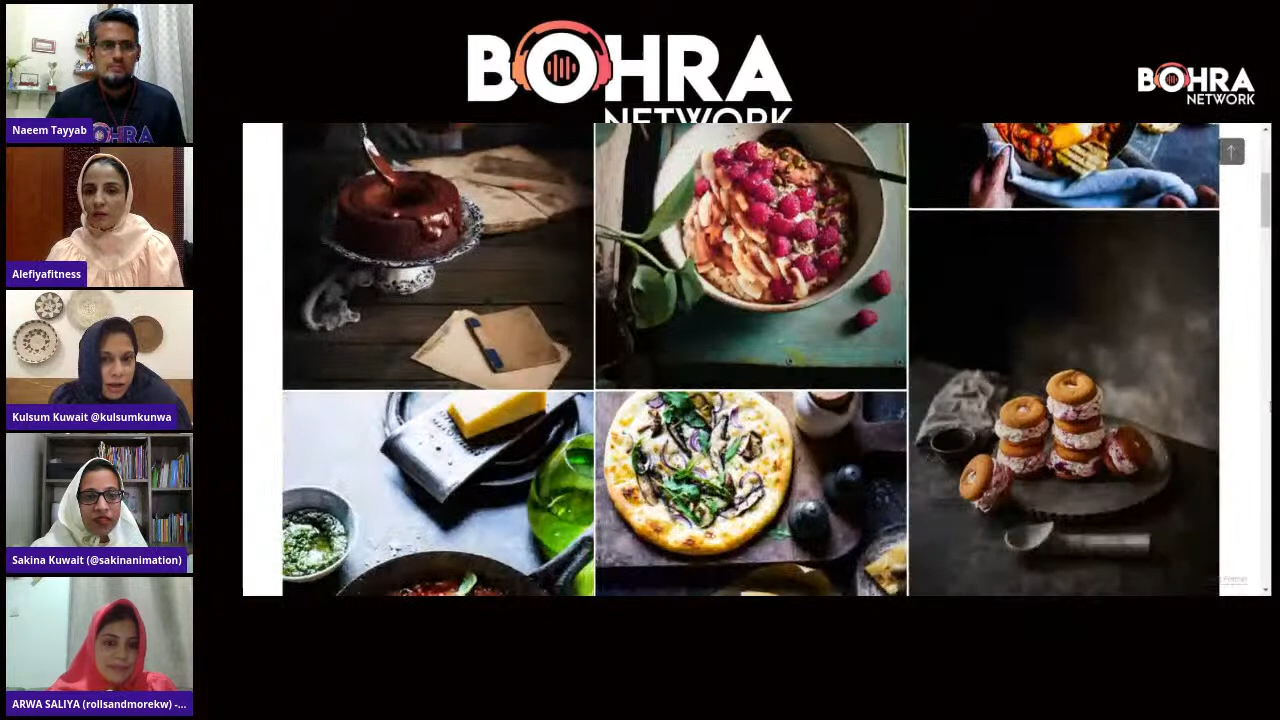 BOHRA
NETWORK
BOHRA
NETWORK
Naeem Tayyab
Alefiyafitness
Kulsum Kuwait @kulsumkunwa
Sakina Kuwait (@sakinanimation)
ARWA SALIYA (rollsandmorekw) -...